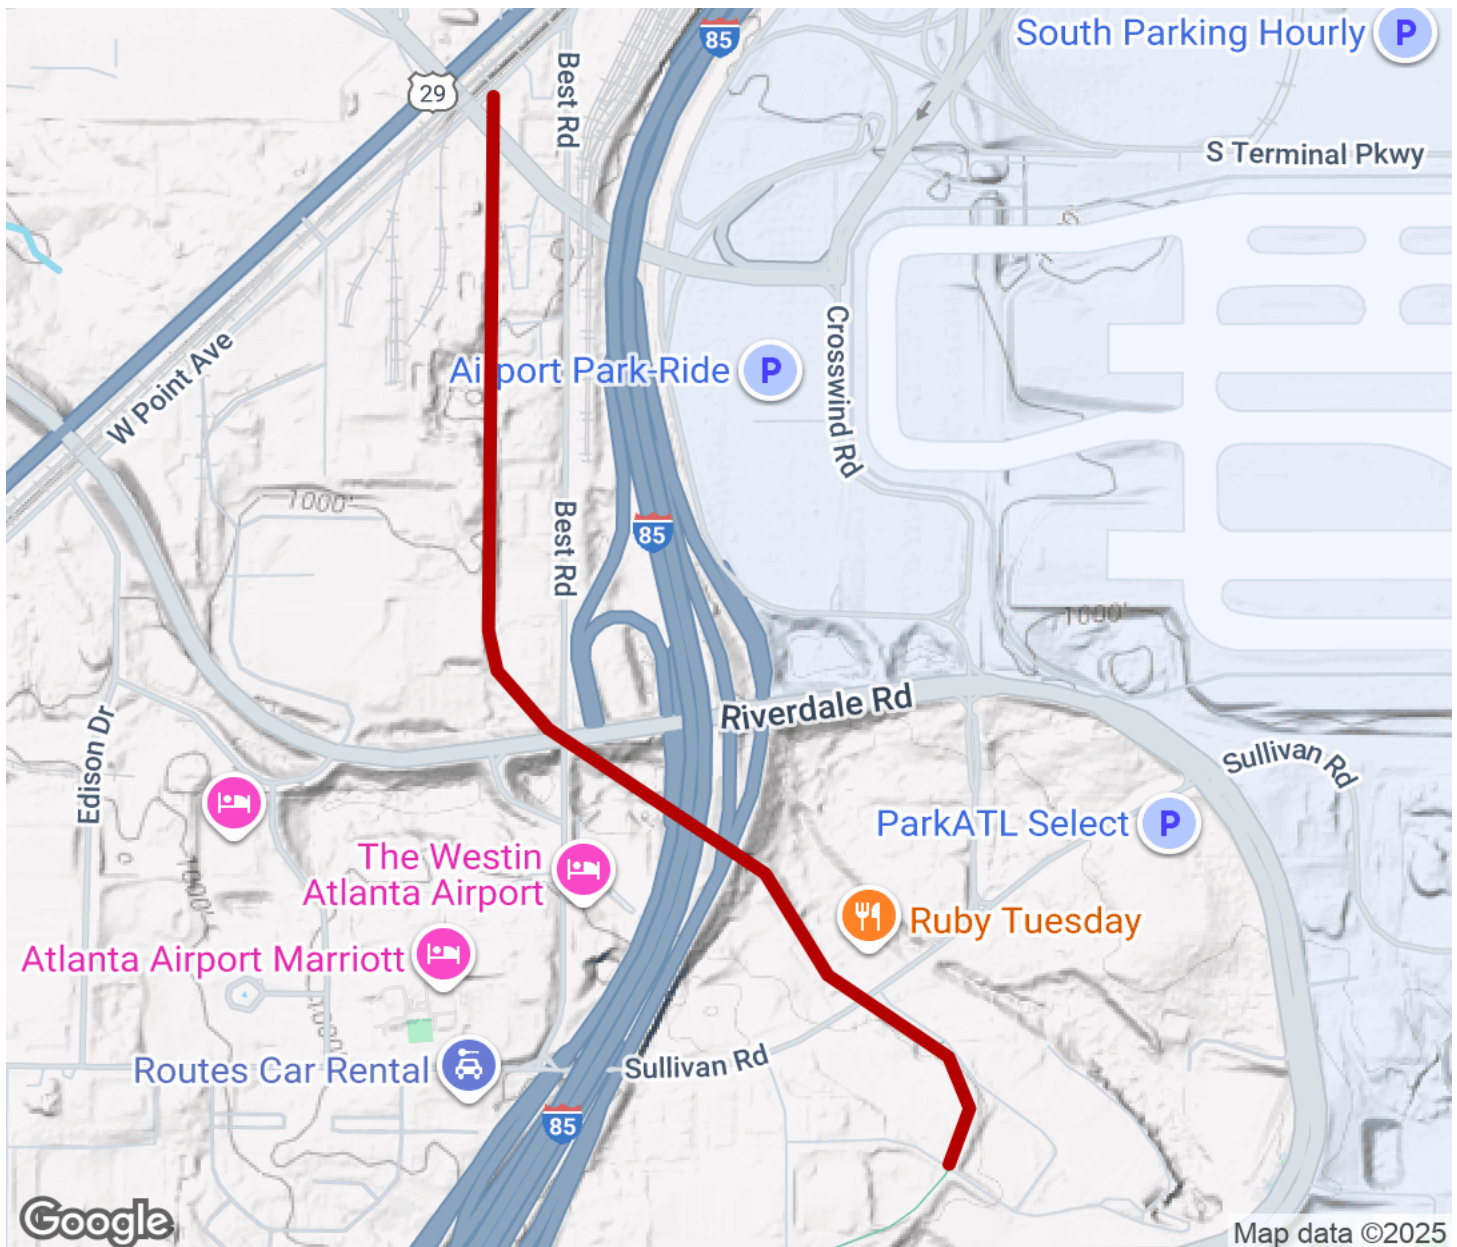 South Parking Hourly
P
85
29
Best Rd
S Terminal Pkwy
W Point Ave
Airport Park-Ride
P
Crosswind Rd
1000'
85
Best Rd
1000'
Riverdale Rd
Edison Dr
Sullivan Rd
ParkATL Select
P
The Westin
Atlanta Airport
1000'
Ruby Tuesday
Atlanta Airport Marriott
Routes Car Rental
Sullivan Rd
85
Google
Map data ©2025